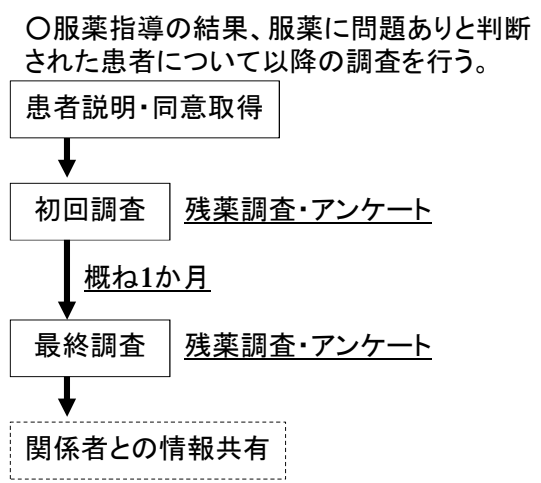 〇服薬指導の結果、服薬に問題ありと判断
された患者について以降の調査を行う。
患者説明・同意取得
初回調査　残薬調査・アンケート
概ね1か月
最終調査　残薬調査・アンケート
関係者との情報共有